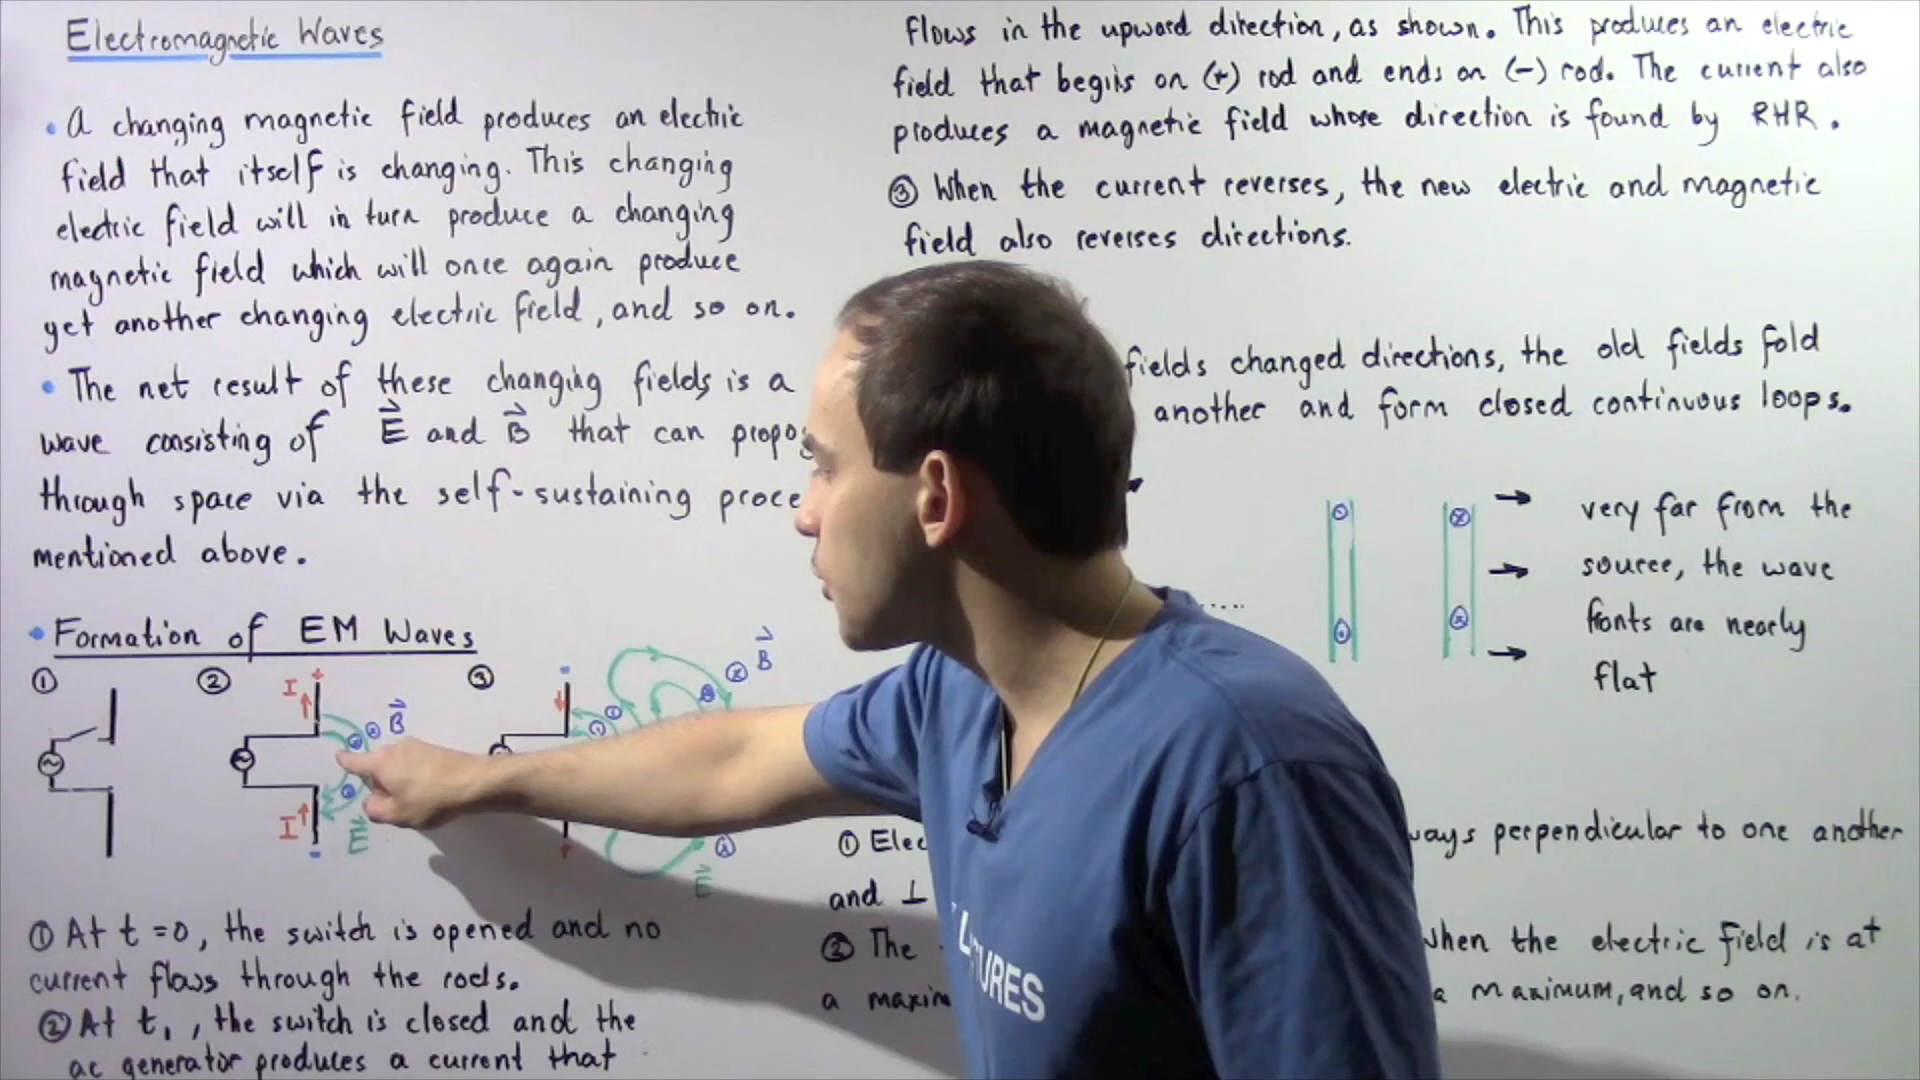 Electromagnetic Waves
• A changing magnetic field produces an electric
field that itself is changing. This changing
electric field will in turn produce a changing
magnetic field which will once again produce
yet another changing electric field, and so on.
• The net result of these changing fields is a
wave consisting of E and B that can
through space via the self-sustaining
mentioned above.
• Formation of EM Waves
① ② ③
+
I
B
I
-
E
-
B
+
E
① At t=0, the switch is opened and no
current flows through the rods.
② At t₁, the switch is closed and the
ac generator produces a current that
flows in the upward direction, as shown. This produces an electric
field that begins on (+) rod and ends on (-) rod. The current also
produces a magnetic field whose direction is found by RHR.
③ When the current reverses, the new electric and magnetic
field also reverses directions.
fields changed directions, the old fields fold
another and form closed continuous loops.
very far from the
source, the wave
fronts are nearly
flat
① perpendicular to one another
and ⊥
② The when the electric field is at
a a maximum, and so on.